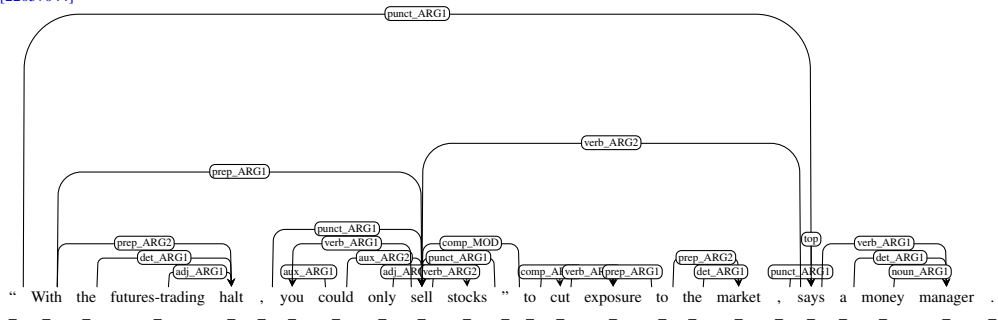 punct_ARG1
verb_ARG2
prep_ARG1
punct_ARG1
top
prep_ARG2 verb_ARG1 comp_MOD verb_ARG1
det_ARG1 aux_ARG2 punct_ARG1 prep_ARG2 det_ARG1
adj_ARG1 aux_ARG1 verb_ARG2 prep_ARG1 det_ARG1 punct_ARG1 noun_ARG1
“ With the futures-trading halt , you could only sell stocks ” to cut exposure to the market , says a money manager .
_ _ _ _ _ _ _ _ _ _ _ _ _ _ _ _ _ _ _ _ _ _ _ _ _